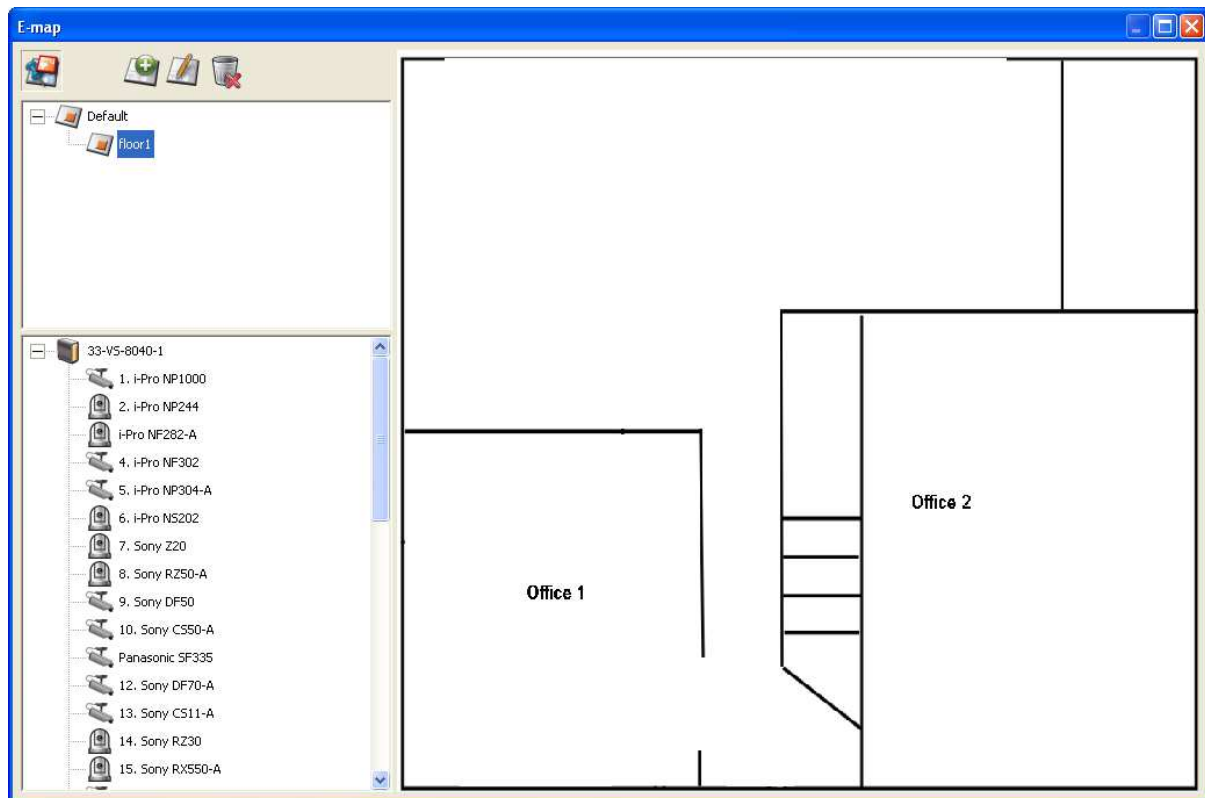 E-map
Default
floor1
33-VS-8040-1
1. i-Pro NP1000
2. i-Pro NP244
i-Pro NF282-A
4. i-Pro NF302
5. i-Pro NP304-A
6. i-Pro NS202
7. Sony Z20
8. Sony RZ50-A
9. Sony DF50
10. Sony CS50-A
Panasonic SF335
12. Sony DF70-A
13. Sony CS11-A
14. Sony RZ30
15. Sony RX550-A
Office 2
Office 1